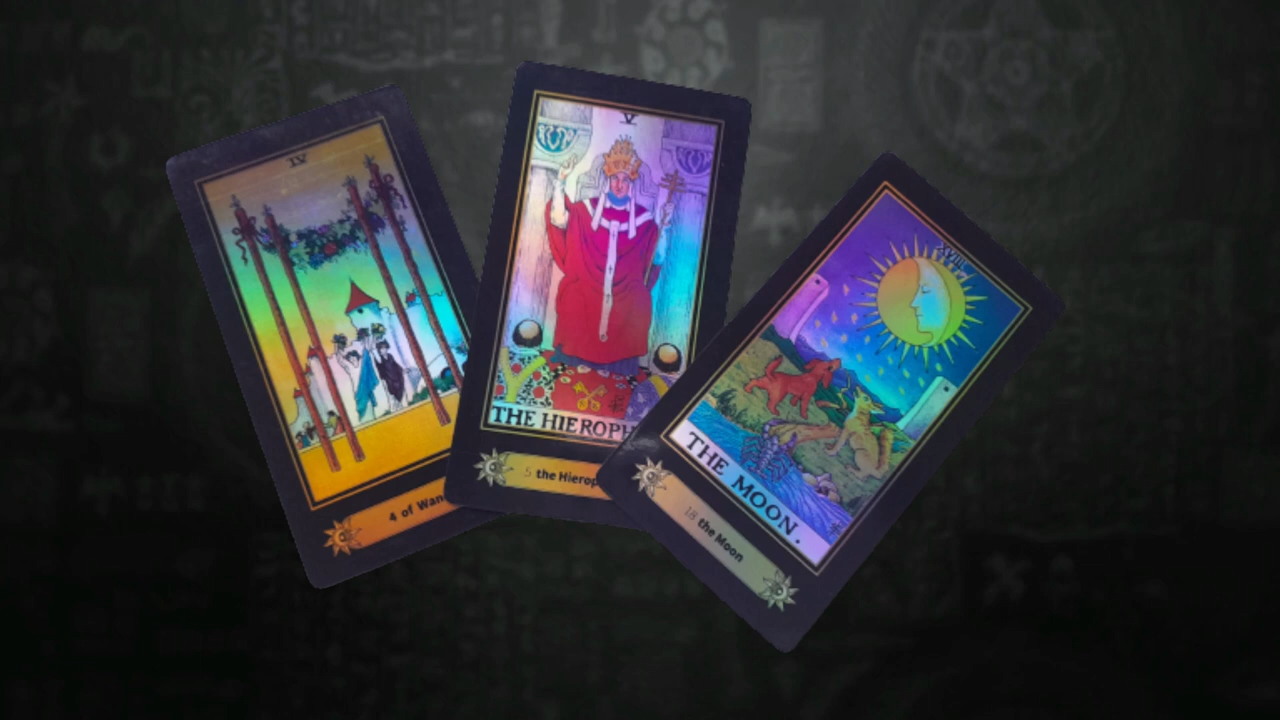 IV
4 of Wan
V
THE HIEROPH
5 the Hierop
XVIII
THE MOON.
18 the Moon